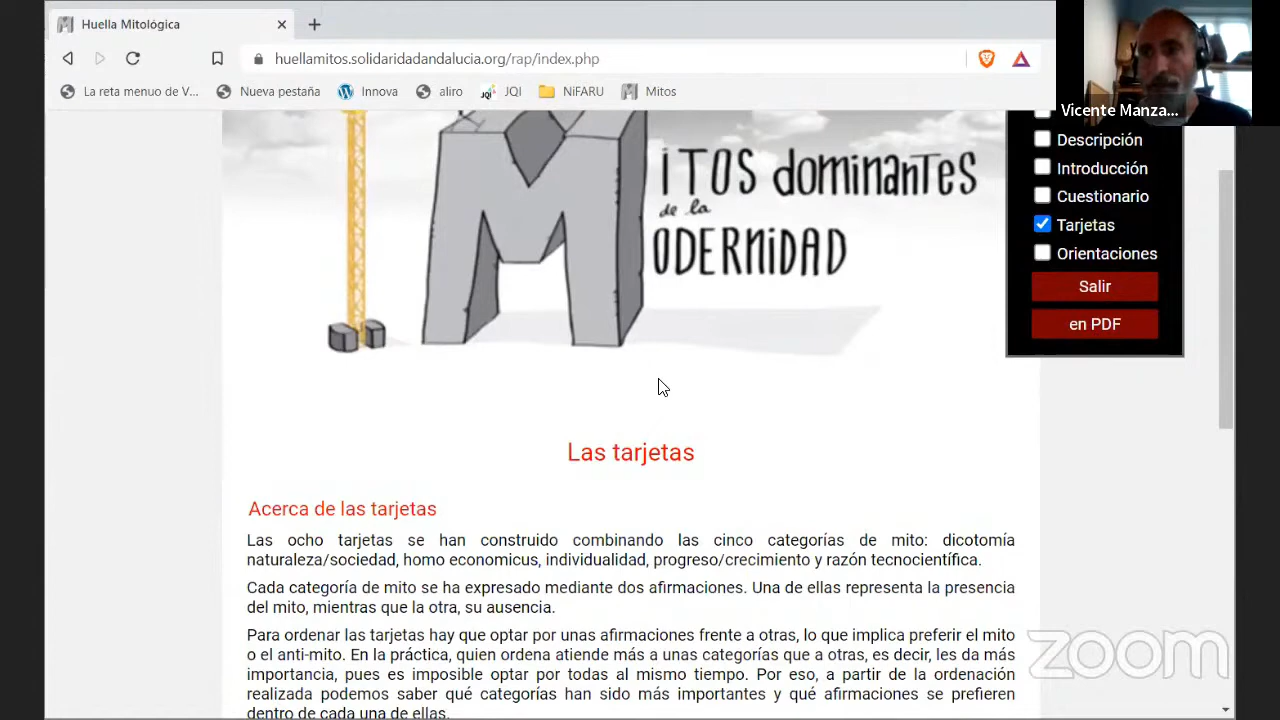 Huella Mitológica
huellamitos.solidaridadandalucia.org/rap/index.php
La reta menuo de V...
Nueva pestaña
Innova
aliro
JQI
JQI
NiFARU
Mitos
Vicente Manza...
Descripción
Introducción
Cuestionario
Tarjetas
Orientaciones
Salir
en PDF
MiTOS dominantes
de la
ODERNiDAD
Las tarjetas
Acerca de las tarjetas
Las ocho tarjetas se han construido combinando las cinco categorías de mito: dicotomía
naturaleza/sociedad, homo economicus, individualidad, progreso/crecimiento y razón tecnocientífica.
Cada categoría de mito se ha expresado mediante dos afirmaciones. Una de ellas representa la presencia
del mito, mientras que la otra, su ausencia.
Para ordenar las tarjetas hay que optar por unas afirmaciones frente a otras, lo que implica preferir el mito
o el anti-mito. En la práctica, quien ordena atiende más a unas categorías que a otras, es decir, les da más
importancia, pues es imposible optar por todas al mismo tiempo. Por eso, a partir de la ordenación
realizada podemos saber qué categorías han sido más importantes y qué afirmaciones se prefieren
dentro de cada una de ellas.
zoom